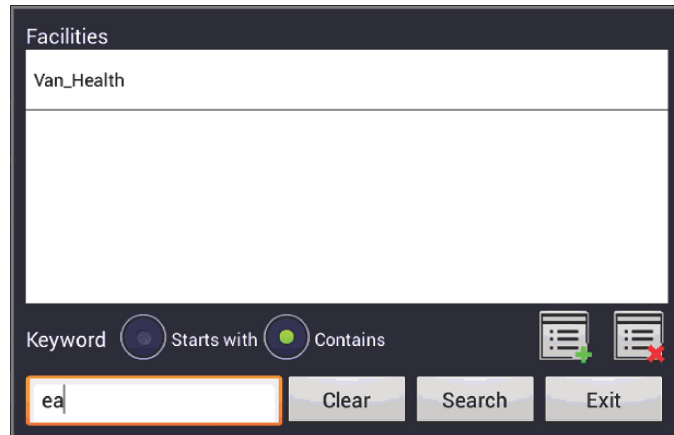 Facilities
Van_Health
Keyword Starts with Contains
ea Clear Search Exit